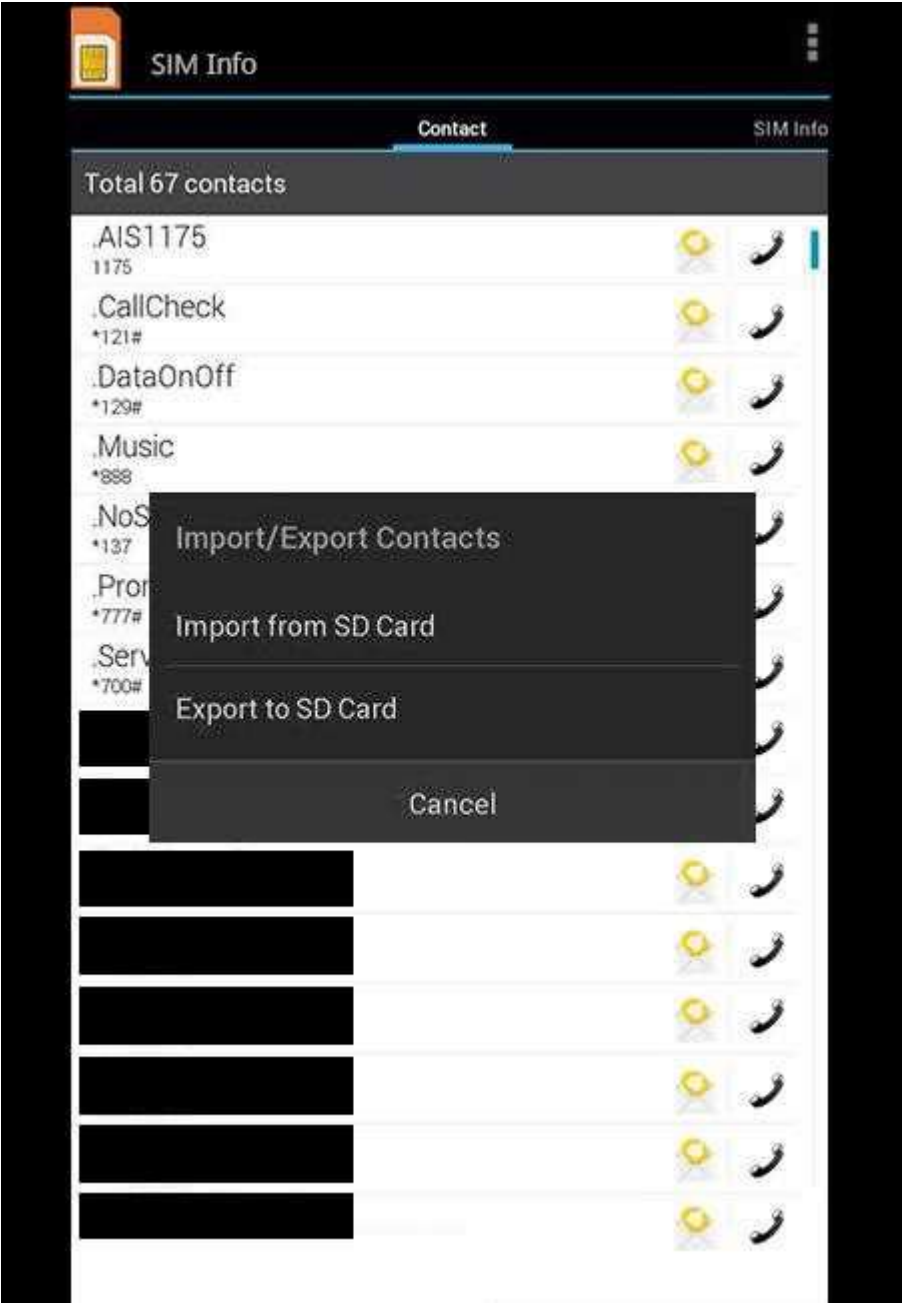 SIM Info
Contact
SIM Info
Total 67 contacts
.AIS1175
1175
.CallCheck
*121#
.DataOnOff
*129#
.Music
*888
.NoS
*137
.Pro
*777#
.Serv
*700#
Import/Export Contacts
Import from SD Card
Export to SD Card
Cancel